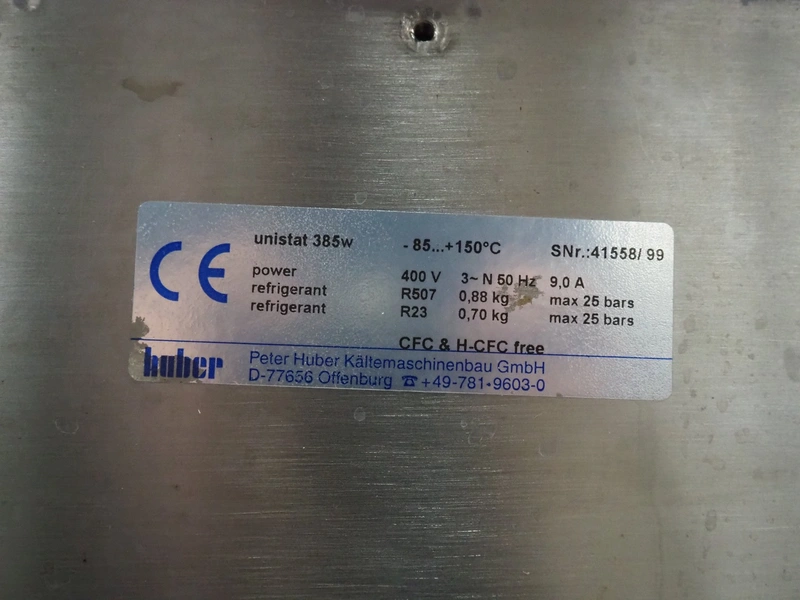 CE unistat 385w - 85...+150°C SNr.:41558/ 99
power 400 V 3~ N 50 Hz 9,0 A
refrigerant R507 0,88 kg max 25 bars
refrigerant R23 0,70 kg max 25 bars
CFC & H-CFC free
huber Peter Huber Kältemaschinenbau GmbH
D-77656 Offenburg ☎ +49-781-9603-0